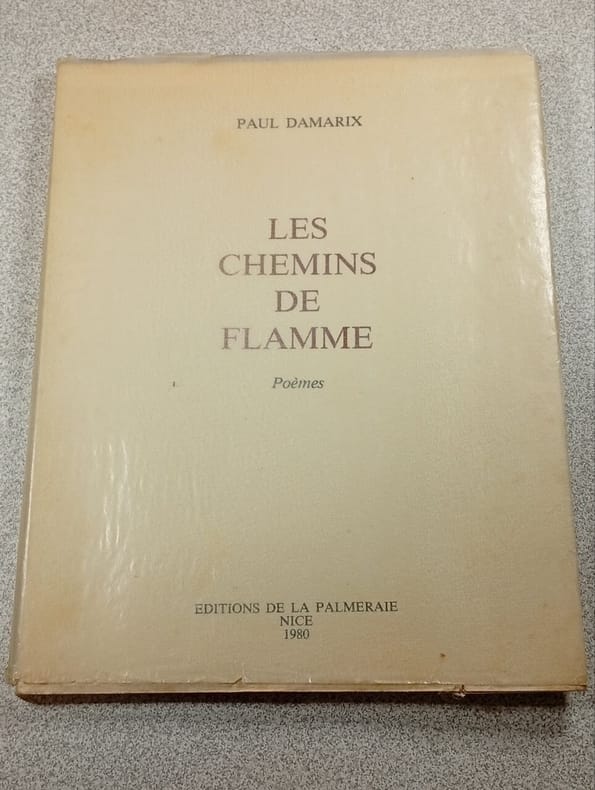 PAUL DAMARIX
LES
CHEMINS
DE
FLAMME
Poèmes
EDITIONS DE LA PALMERAIE
NICE
1980